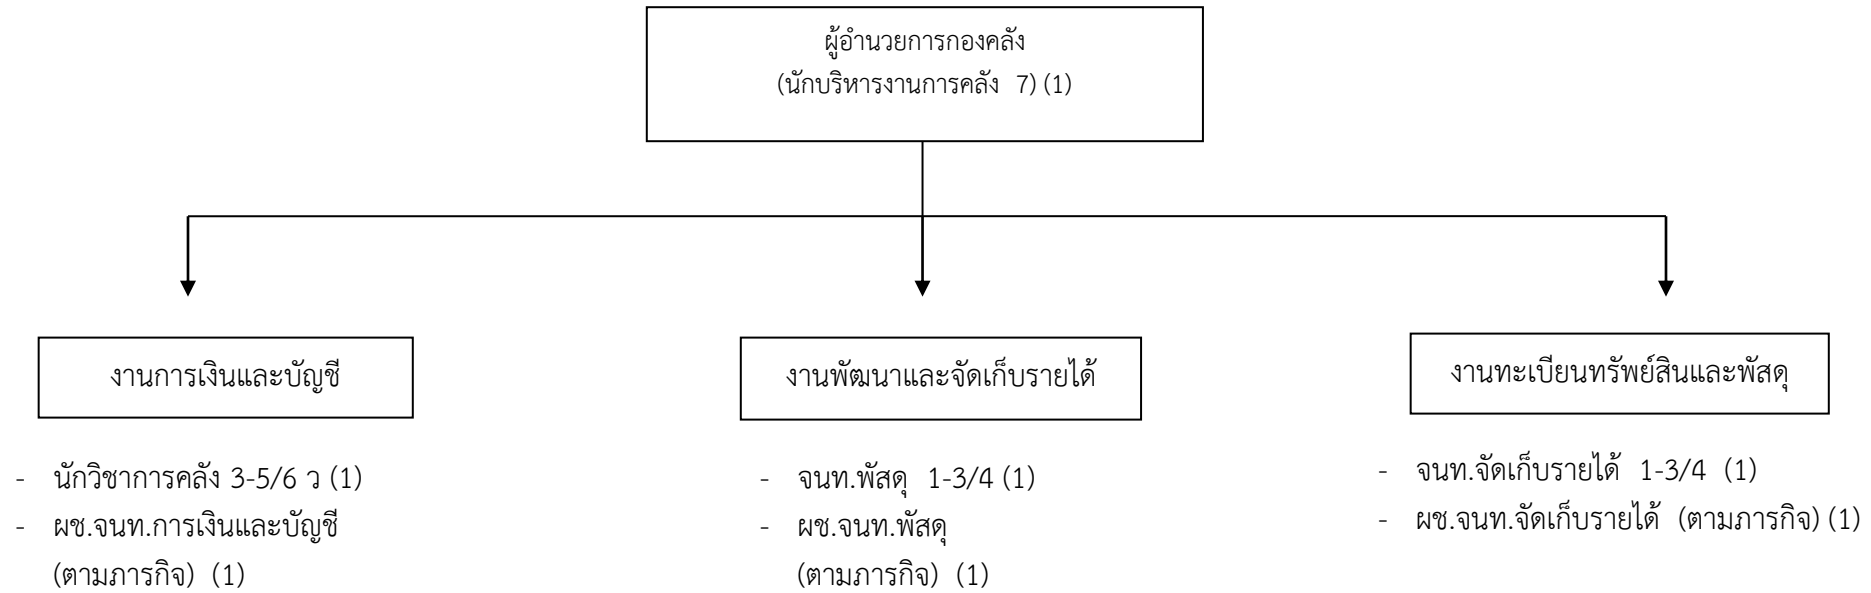 ผู้อำนวยการกองคลัง
(นักบริหารงานการคลัง 7) (1)
งานการเงินและบัญชี
- นักวิชาการคลัง 3-5/6 ว (1)
- ผช.จนท.การเงินและบัญชี
(ตามภารกิจ) (1)
งานพัฒนาและจัดเก็บรายได้
- จนท.พัสดุ 1-3/4 (1)
- ผช.จนท.พัสดุ
(ตามภารกิจ) (1)
งานทะเบียนทรัพย์สินและพัสดุ
- จนท.จัดเก็บรายได้ 1-3/4 (1)
- ผช.จนท.จัดเก็บรายได้ (ตามภารกิจ) (1)